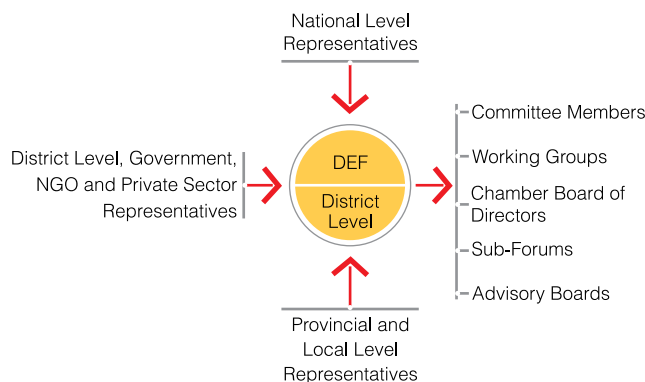 National Level
Representatives
District Level, Government,
NGO and Private Sector
Representatives
DEF
District
Level
Committee Members
Working Groups
Chamber Board of
Directors
Sub-Forums
Advisory Boards
Provincial and
Local Level
Representatives